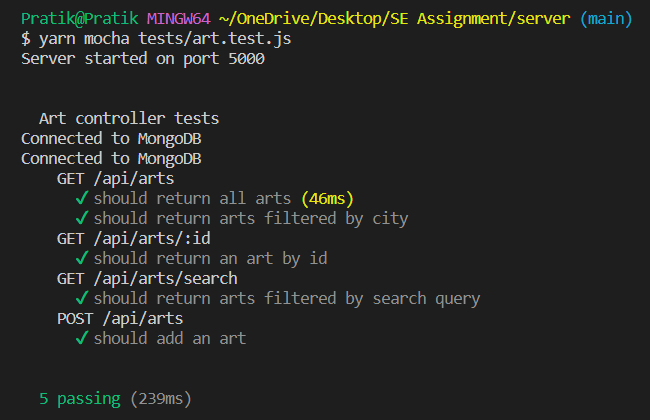 Pratik@Pratik MINGW64 ~/OneDrive/Desktop/SE Assignment/server (main)
$ yarn mocha tests/art.test.js
Server started on port 5000
Art controller tests
Connected to MongoDB
Connected to MongoDB
GET /api/arts
✓ should return all arts (46ms)
✓ should return arts filtered by city
GET /api/arts/:id
✓ should return an art by id
GET /api/arts/search
✓ should return arts filtered by search query
POST /api/arts
✓ should add an art
5 passing (239ms)